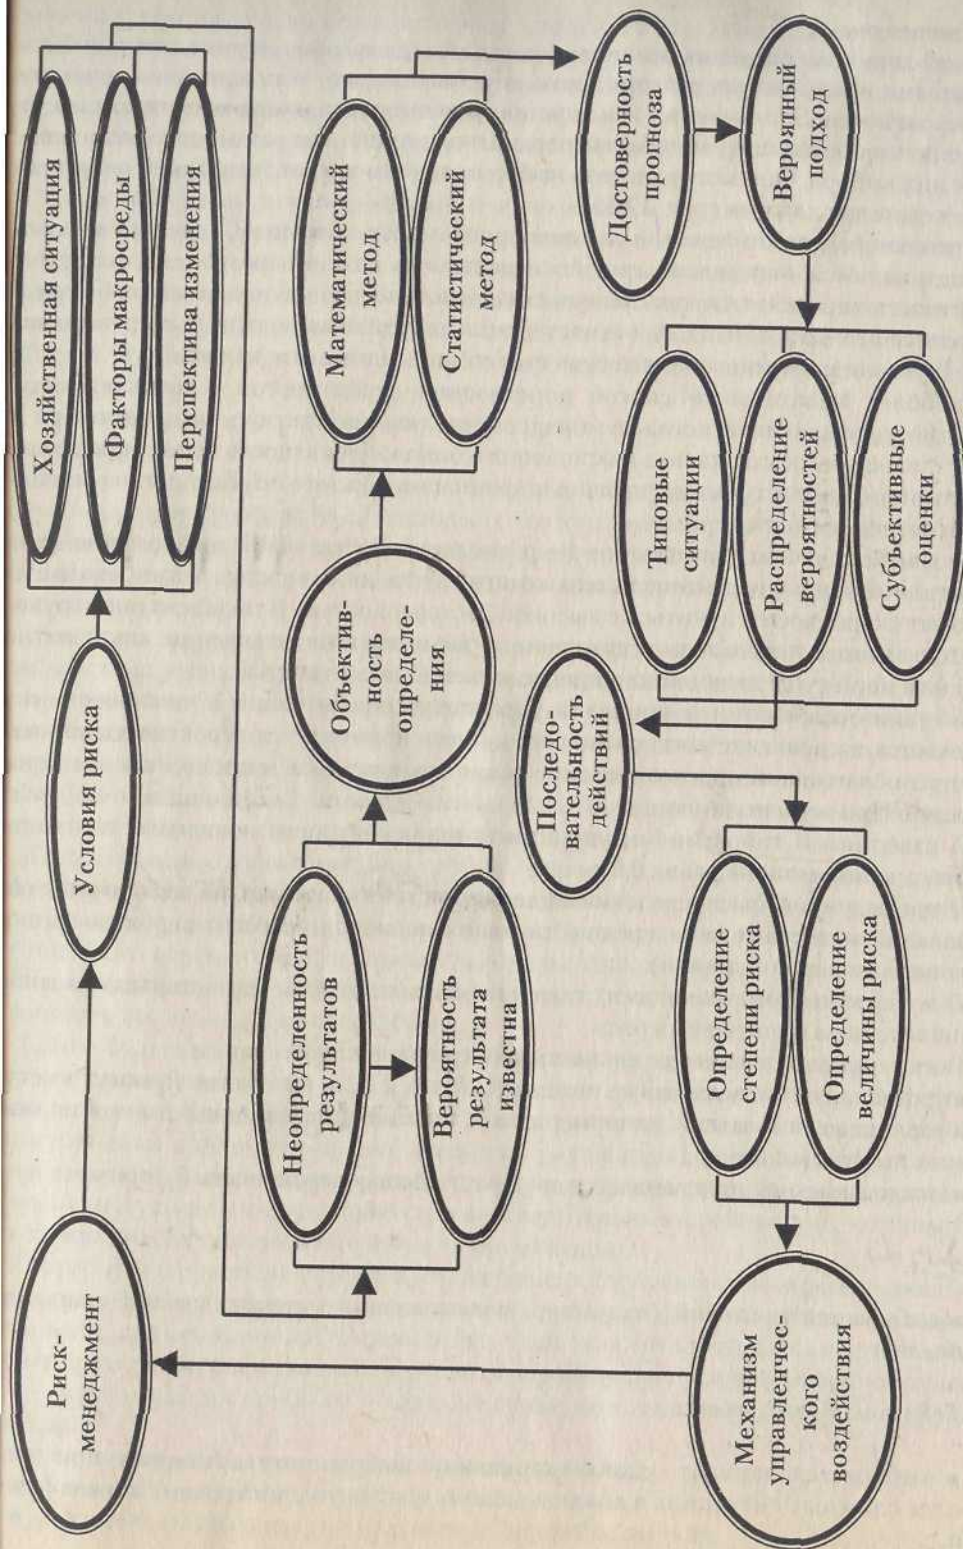 Риск-
менеджмент
Условия риска
Хозяйственная ситуация
Факторы макросреды
Перспектива изменения
Неопределенность
результатов
Вероятность
результата
известна
Объектив-
ность
определе-
ния
Математический
метод
Статистический
метод
Достоверность
прогноза
Вероятный
подход
Типовые
ситуации
Распределение
вероятностей
Субъективные
оценки
Последо-
вательность
действий
Определение
степени риска
Определение
величины риска
Механизм
управленчес-
кого
воздействия